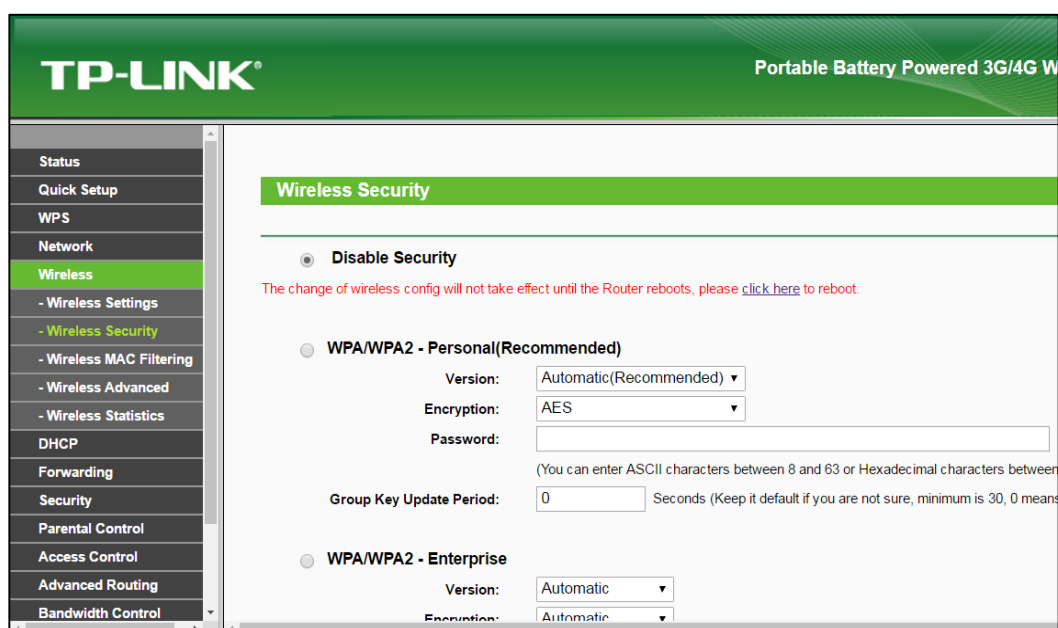 TP-LINK®
Portable Battery Powered 3G/4G W
Status
Quick Setup
WPS
Network
Wireless
- Wireless Settings
- Wireless Security
- Wireless MAC Filtering
- Wireless Advanced
- Wireless Statistics
DHCP
Forwarding
Security
Parental Control
Access Control
Advanced Routing
Bandwidth Control
Wireless Security
Disable Security
The change of wireless config will not take effect until the Router reboots, please click here to reboot.
WPA/WPA2 - Personal(Recommended)
Version: Automatic(Recommended)
Encryption: AES
Password:
(You can enter ASCII characters between 8 and 63 or Hexadecimal characters between
Group Key Update Period: 0 Seconds (Keep it default if you are not sure, minimum is 30, 0 means
WPA/WPA2 - Enterprise
Version: Automatic
Encryption: Automatic